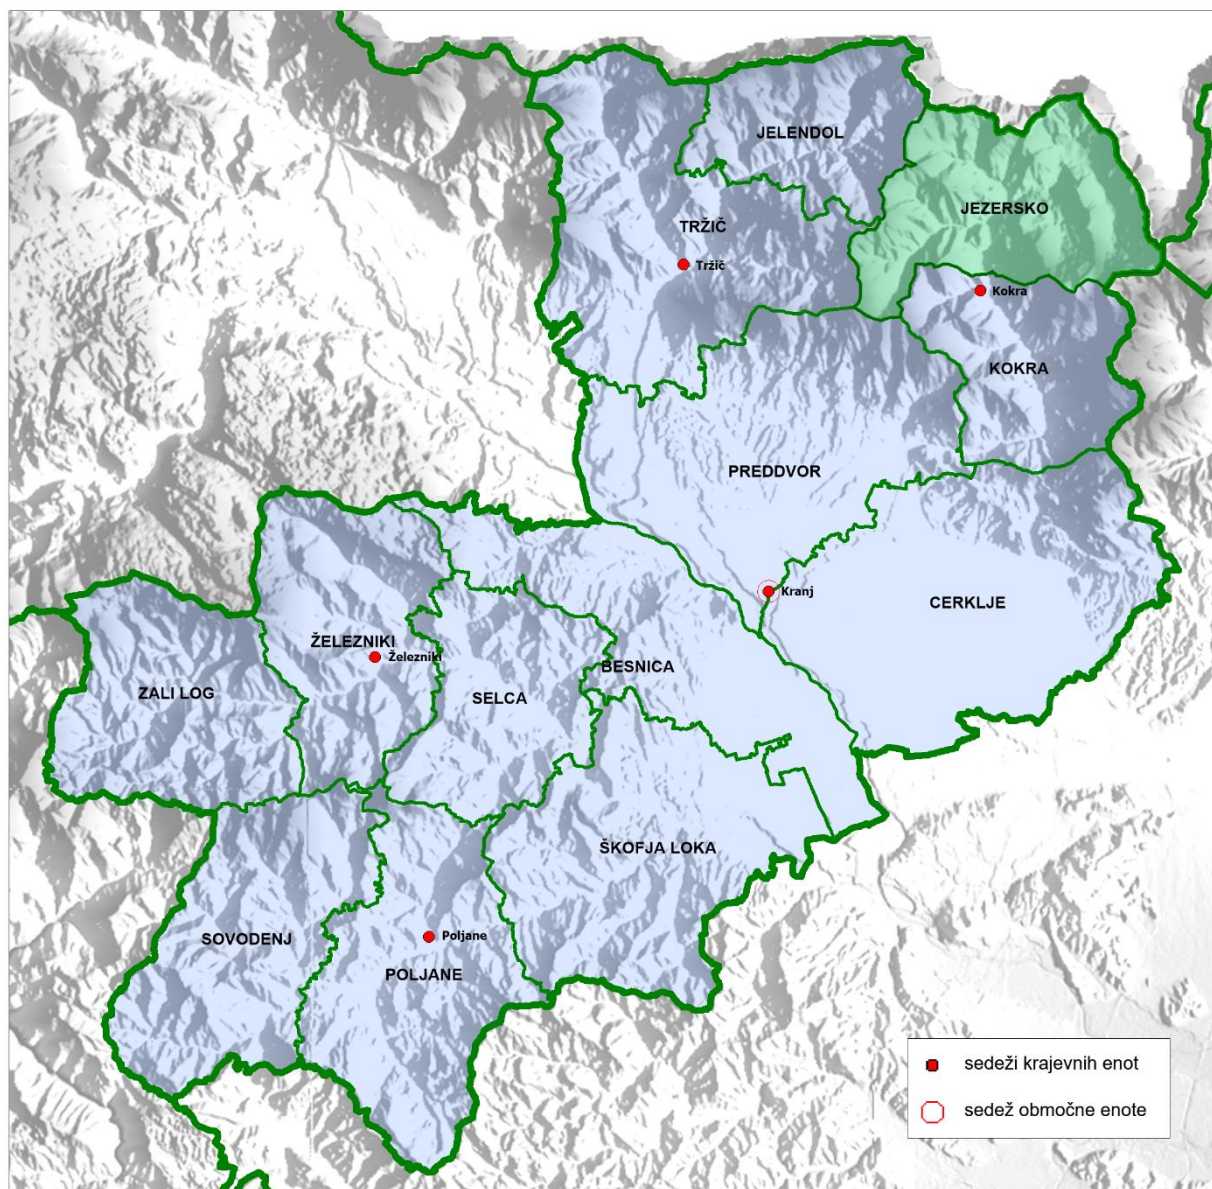 JELENDOL
JEZERSKO
TRŽIČ
Tržič
Kokra
KOKRA
PREDDVOR
Kranj
CERKLJE
ŽELEZNIKI
Železniki
BESNICA
ZALI LOG
SELCA
ŠKOFJA LOKA
SOVODENJ
Poljane
POLJANE
sedeži krajevnih enot
sedež območne enote